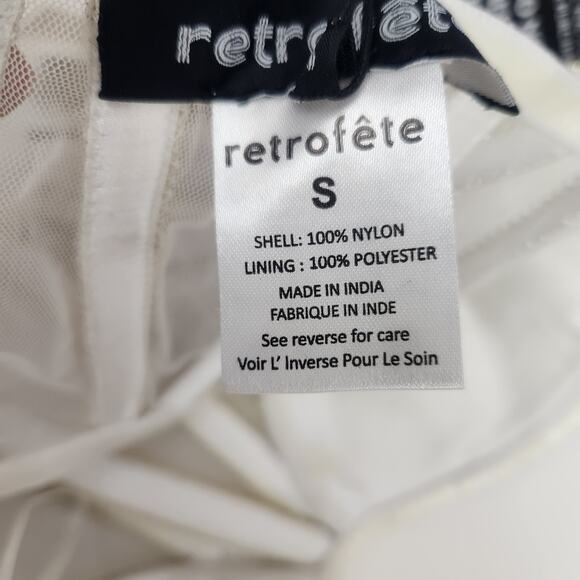 retrofête
retrofête
S
SHELL: 100% NYLON
LINING : 100% POLYESTER
MADE IN INDIA
FABRIQUE IN INDE
See reverse for care
Voir L' Inverse Pour Le Soin